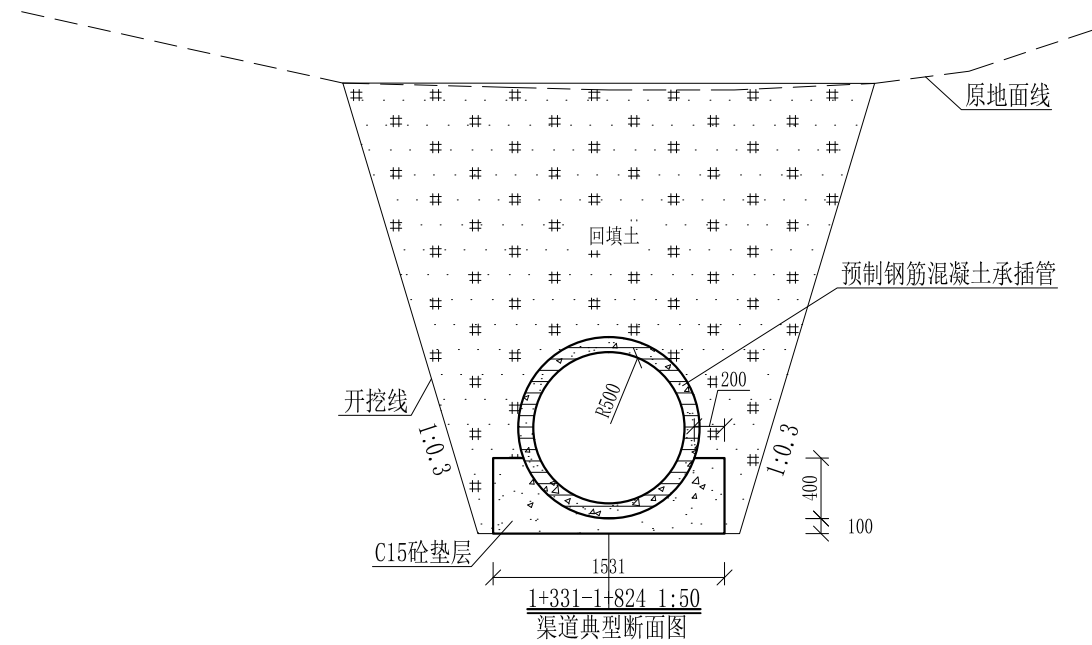 原地面线
回填土
预制钢筋混凝土承插管
200
R500
开挖线
1:0.3
1:0.3
400
100
C15砼垫层
1531
1+331-1+824 1:50
渠道典型断面图